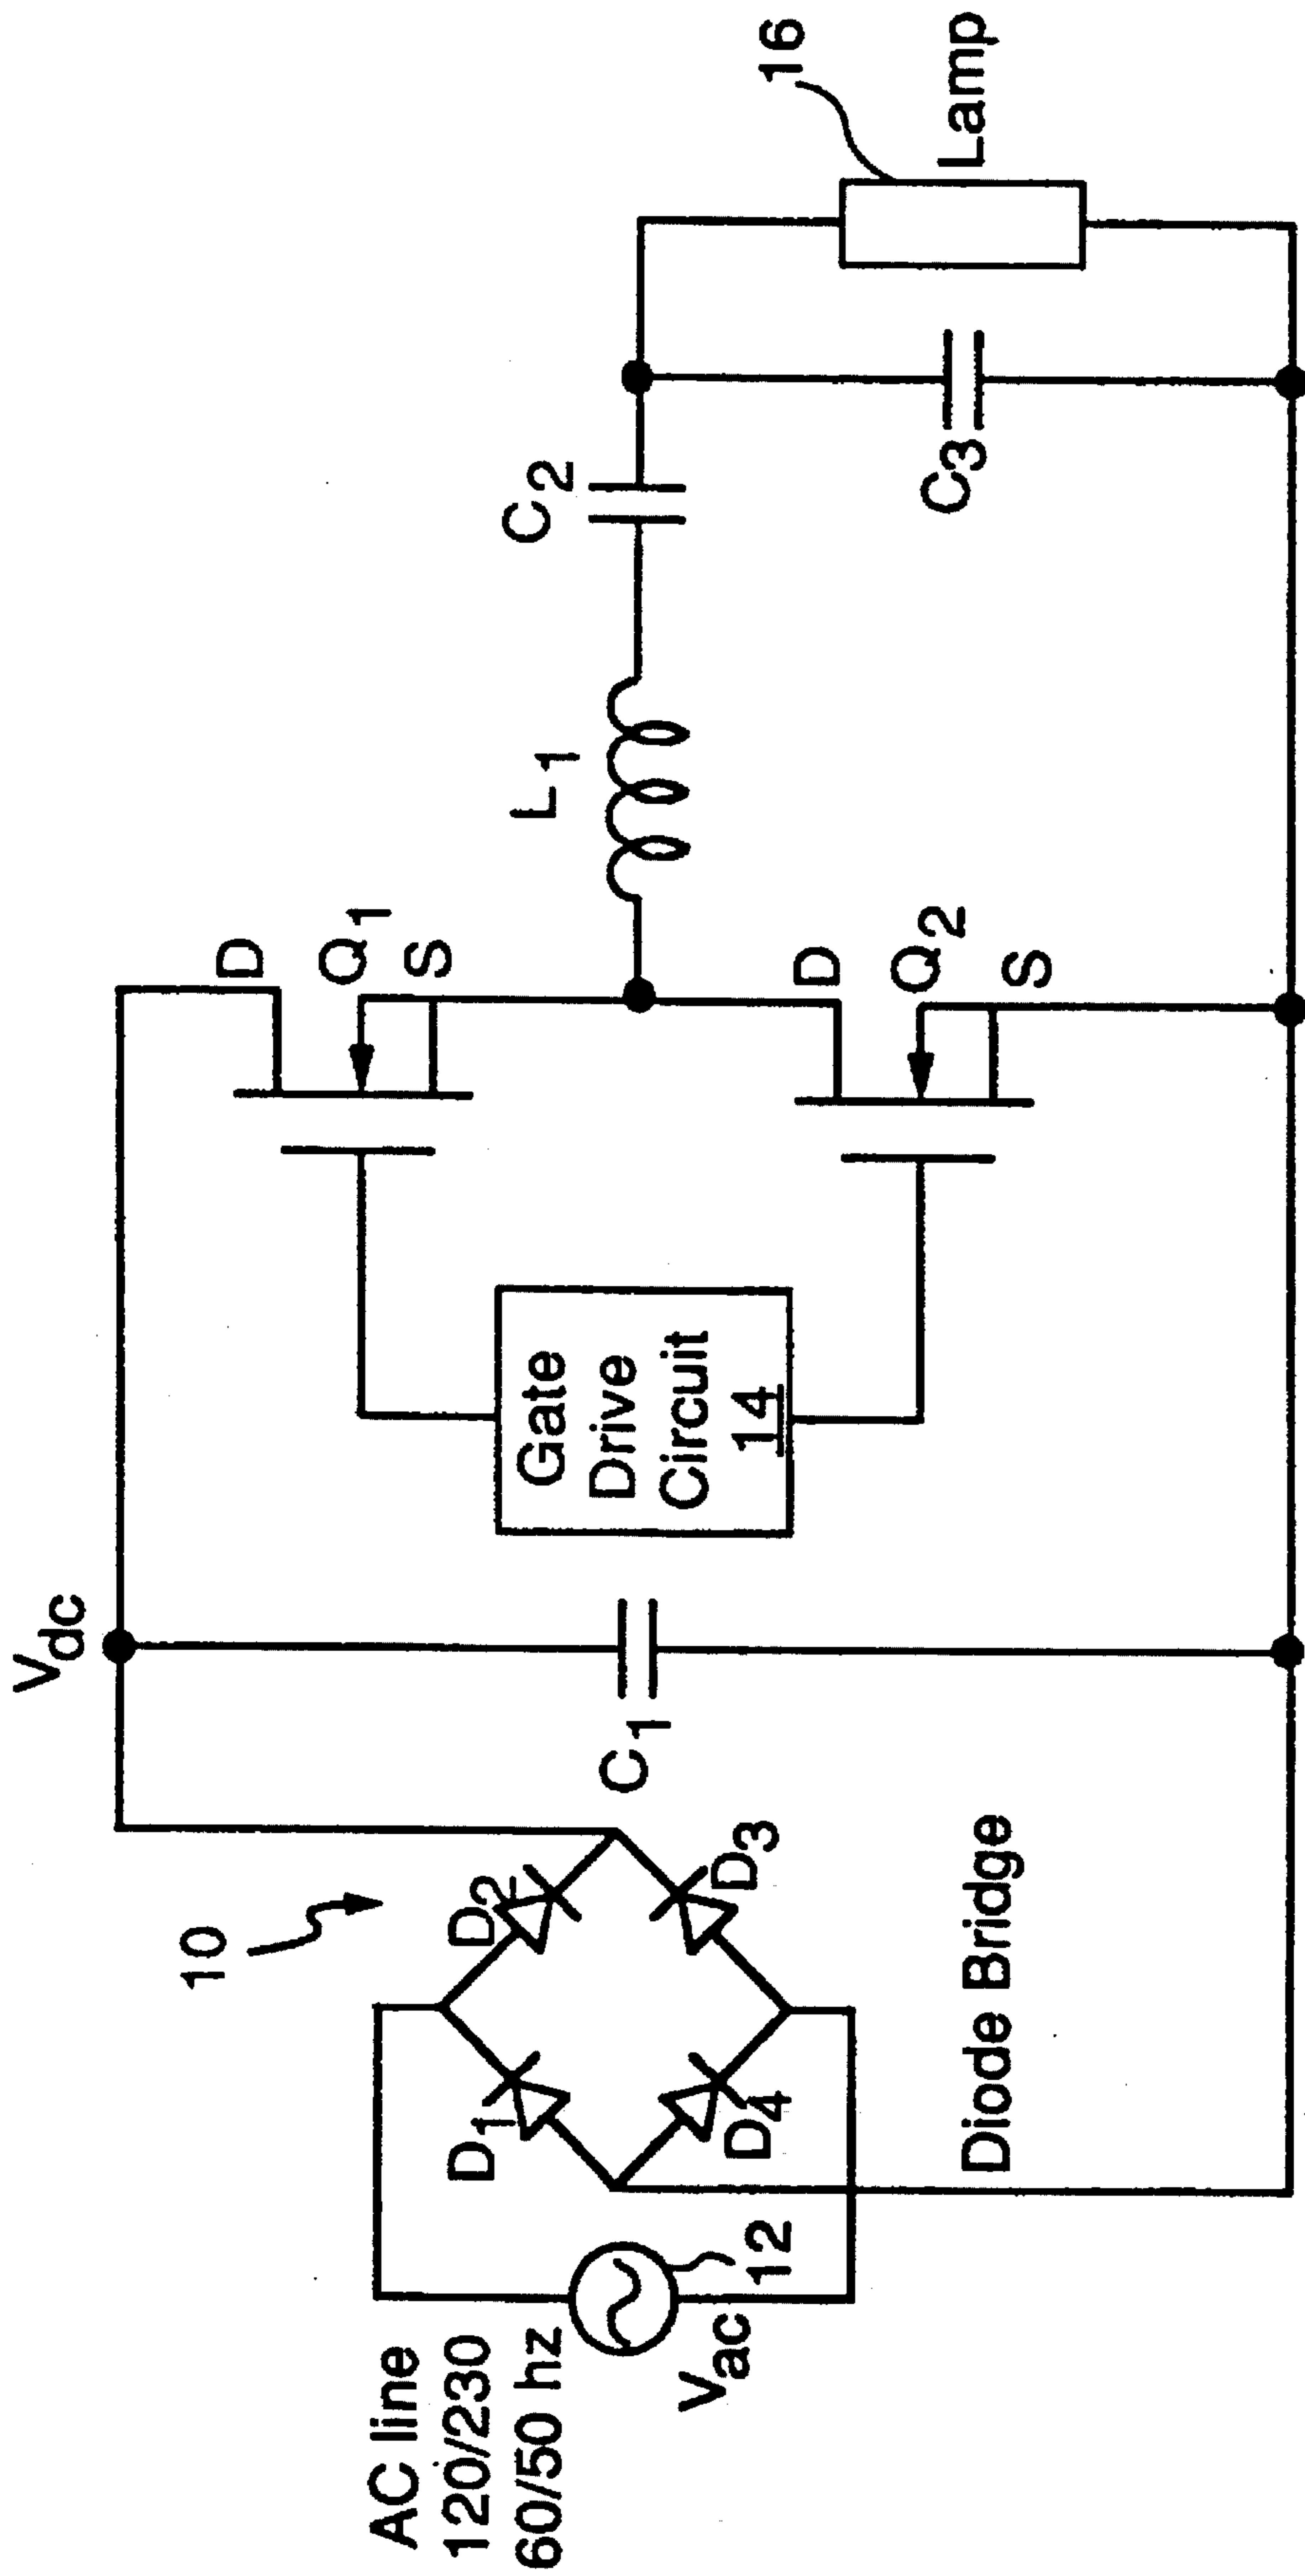 AC line
120/230
60/50 hz
Vac
12
10
D1
D2
D3
D4
Diode Bridge
Vdc
C1
Gate
Drive
Circuit
14
D
Q1
S
D
Q2
S
L1
C2
C3
16
Lamp